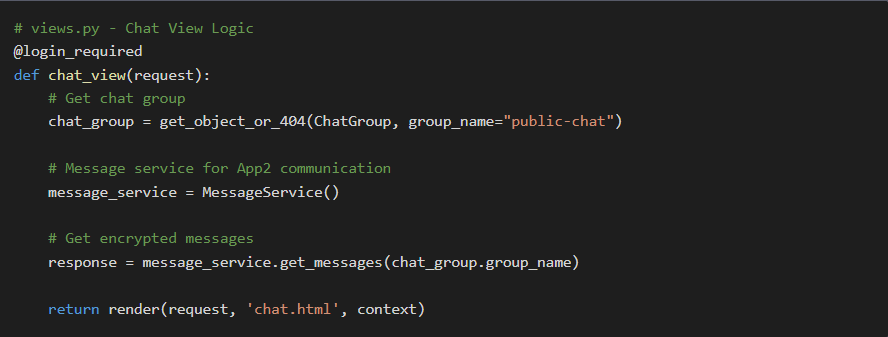 # views.py - Chat View Logic
@login_required
def chat_view(request):
    # Get chat group
    chat_group = get_object_or_404(ChatGroup, group_name="public-chat")

    # Message service for App2 communication
    message_service = MessageService()

    # Get encrypted messages
    response = message_service.get_messages(chat_group.group_name)

    return render(request, 'chat.html', context)